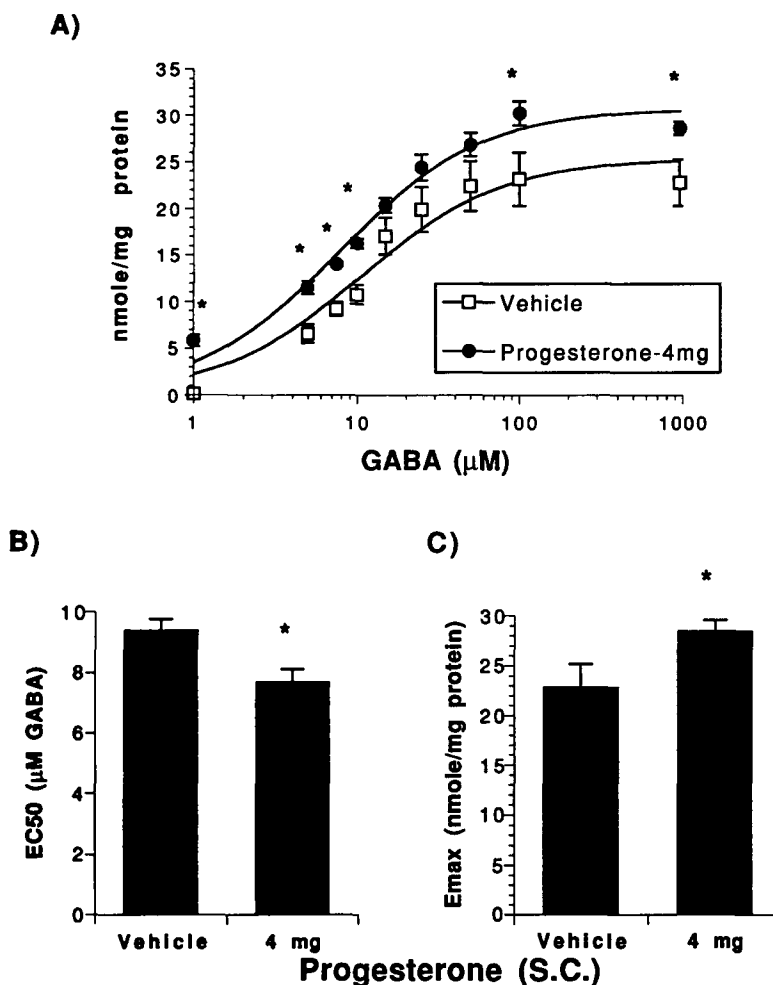 A)
nmole/mg protein
35
30
25
20
15
10
5
0
* * * * * *
1 10 100 1000
GABA (μM)
Vehicle
Progesterone-4mg
B)
EC50 (μM GABA)
10
8
6
4
2
0
*
Vehicle 4 mg
C)
Emax (nmole/mg protein)
30
25
20
15
10
5
0
*
Vehicle 4 mg
Progesterone (S.C.)